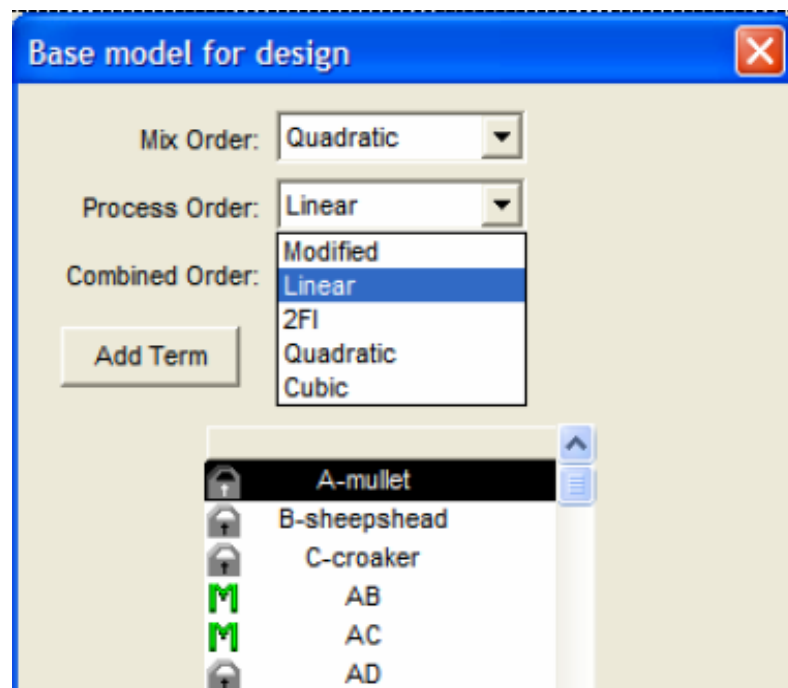 Base model for design
Mix Order: Quadratic
Process Order: Linear
Modified
Combined Order: Linear
2FI
Add Term Quadratic
Cubic
A-mullet
B-sheepshead
C-croaker
M AB
M AC
AD